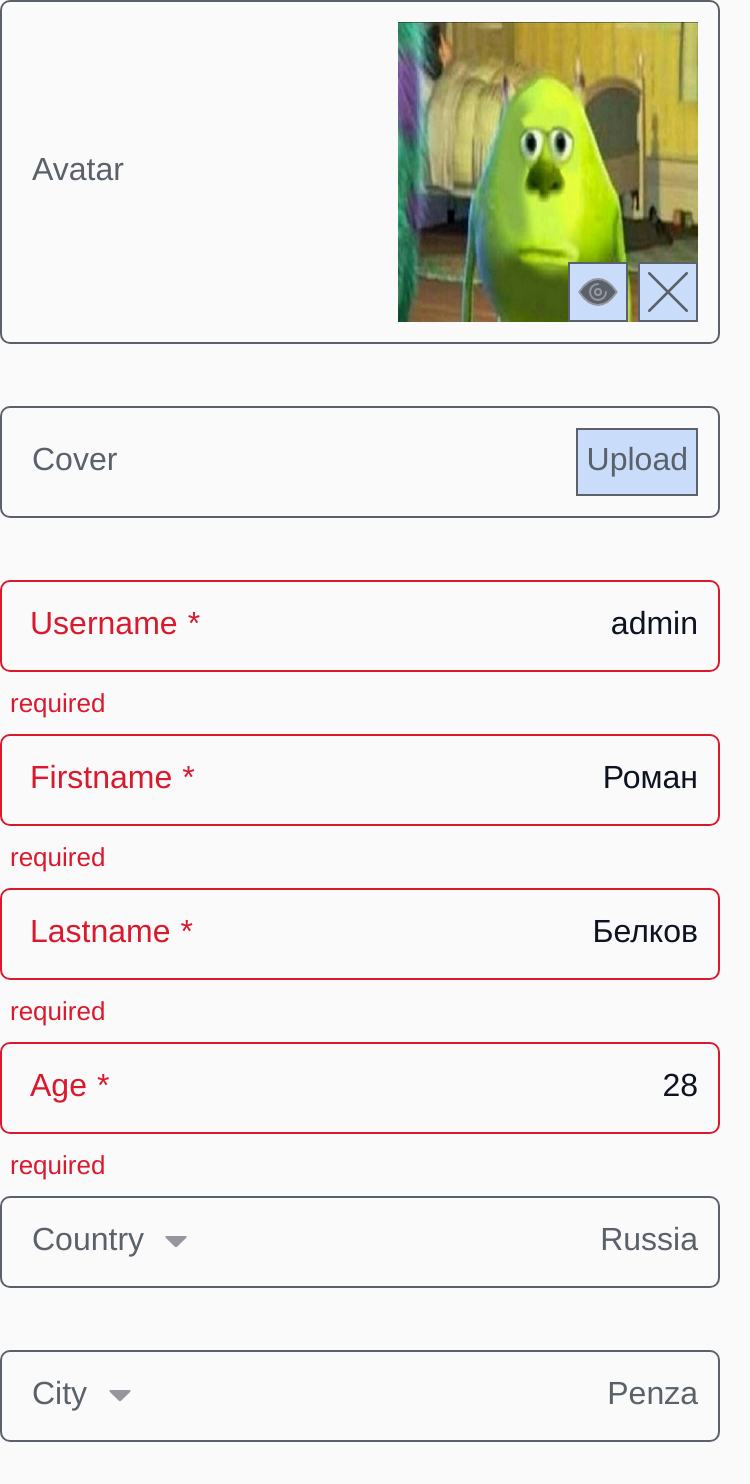 Avatar
Cover Upload
Username * admin
required
Firstname * Роман
required
Lastname * Белков
required
Age * 28
required
Country Russia
City Penza